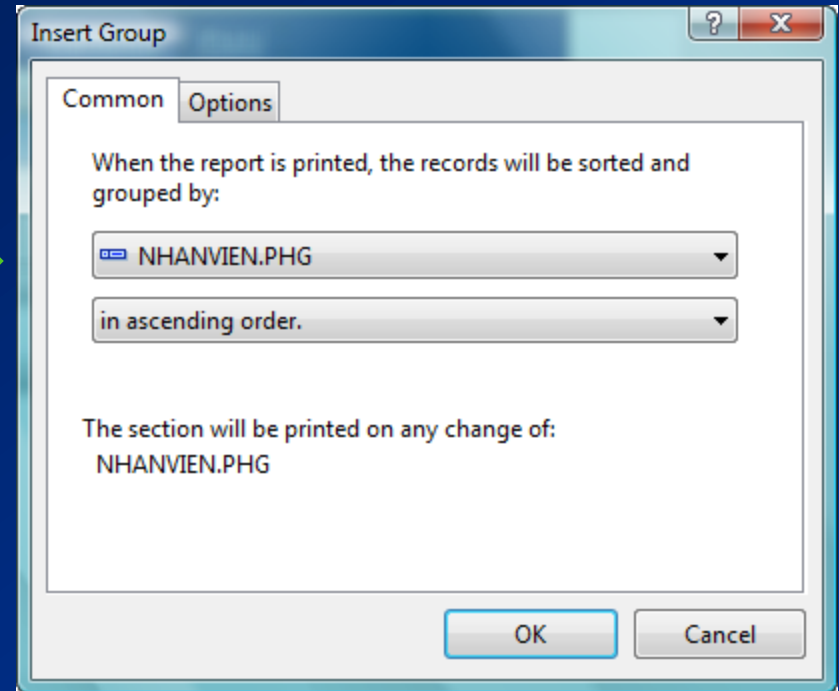 Insert Group
Common
Options
When the report is printed, the records will be sorted and
grouped by:
NHANVIEN.PHG
in ascending order.
The section will be printed on any change of:
NHANVIEN.PHG
OK
Cancel